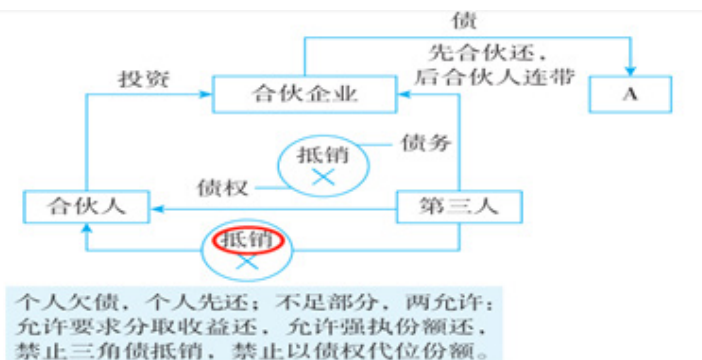 债
先合伙还，
后合伙人连带
投资
合伙企业
A
抵销
债务
债权
合伙人
第三人
抵销
个人欠债，个人先还；不足部分，两允许：
允许要求分取收益还，允许强执份额还，
禁止三角债抵销，禁止以债权代位份额。